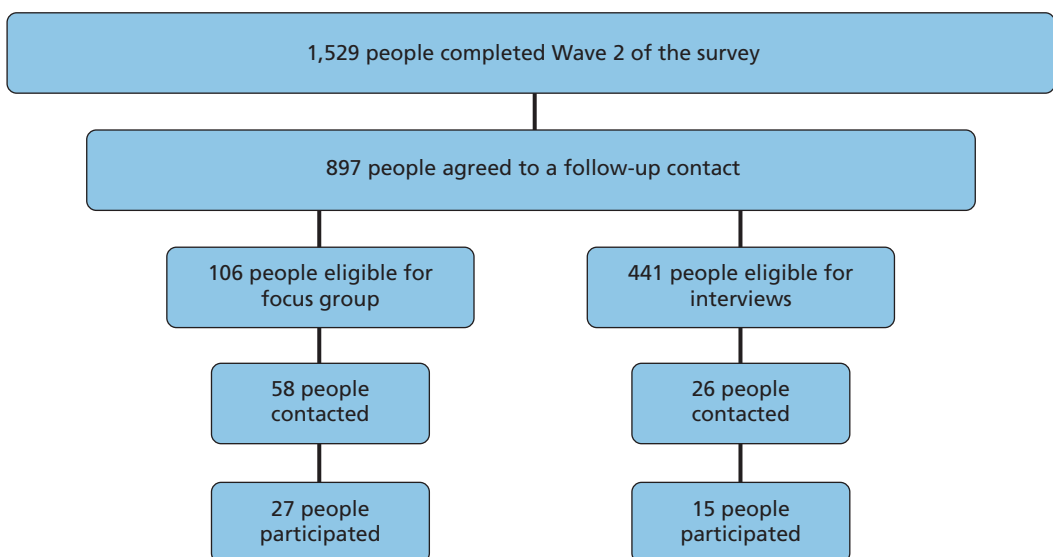 1,529 people completed Wave 2 of the survey
897 people agreed to a follow-up contact
106 people eligible for
focus group
441 people eligible for
interviews
58 people
contacted
26 people
contacted
27 people
participated
15 people
participated